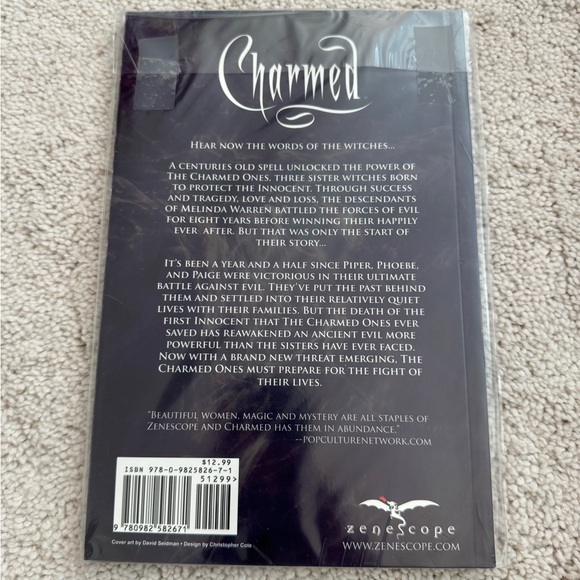 Charmed
Hear now the words of the witches...
A centuries old spell unlocked the power of
The Charmed Ones, three sister witches born
to protect the Innocent. Through success
and tragedy, love and loss, the descendants
of Melinda Warren battled the forces of evil
for eight years before winning their happily
ever after. But that was only the start of
their story...
It's been a year and a half since Piper, Phoebe,
and Paige were victorious in their ultimate
battle against evil. They've put the past behind
them and settled into their relatively quiet
lives with their families. But the death of the
first Innocent that The Charmed Ones ever
saved has reawakened an ancient evil more
powerful than the sisters have ever faced.
Now with a brand new threat emerging, The
Charmed Ones must prepare for the fight of
their lives.
"Beautiful women, magic and mystery are all staples of
Zenescope and Charmed has them in abundance."
--popculturenetwork.com
$12.99
ISBN 978-0-9825826-7-1
51299>
9 780982 582671
zenescope
www.zenescope.com
Cover art by David Seidman • Design by Christopher Cote